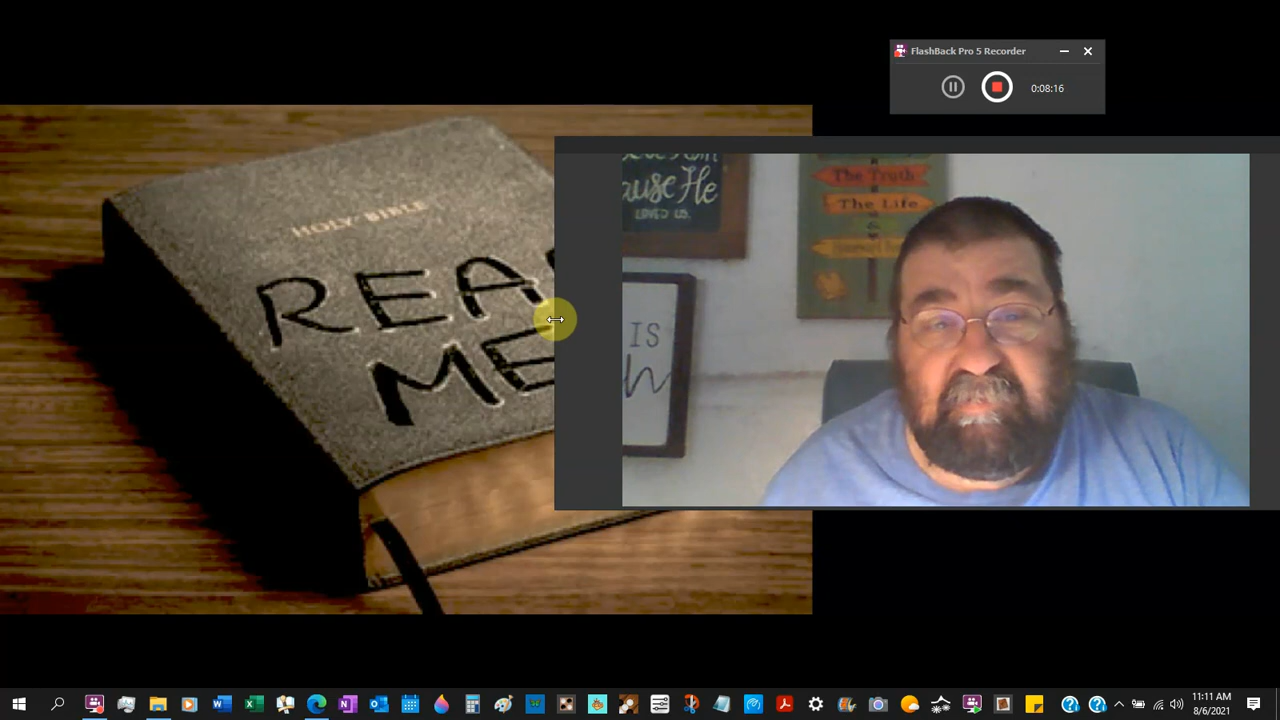 FlashBack Pro 5 Recorder
0:08:16
HOLY BIBLE
REA
ME
ause He
LOVED US.
The Truth
&
The Life
IS
11:11 AM
8/6/2021